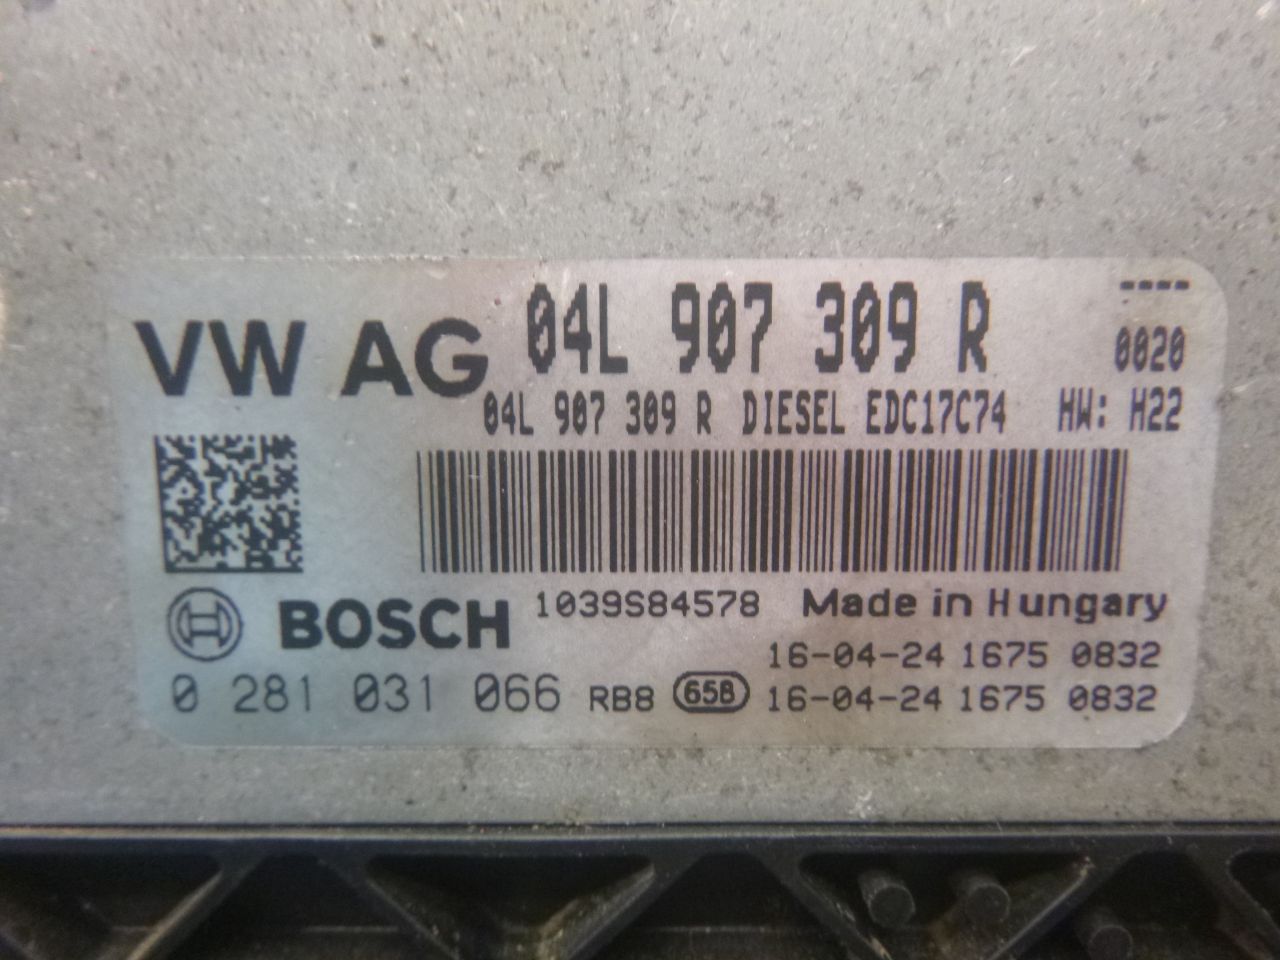 VW AG 04L 907 309 R ----
0020
04L 907 309 R DIESEL EDC17C74 HW: H22
BOSCH 1039S84578 Made in Hungary
16-04-24 1675 0832
0 281 031 066 RB8 65B 16-04-24 1675 0832